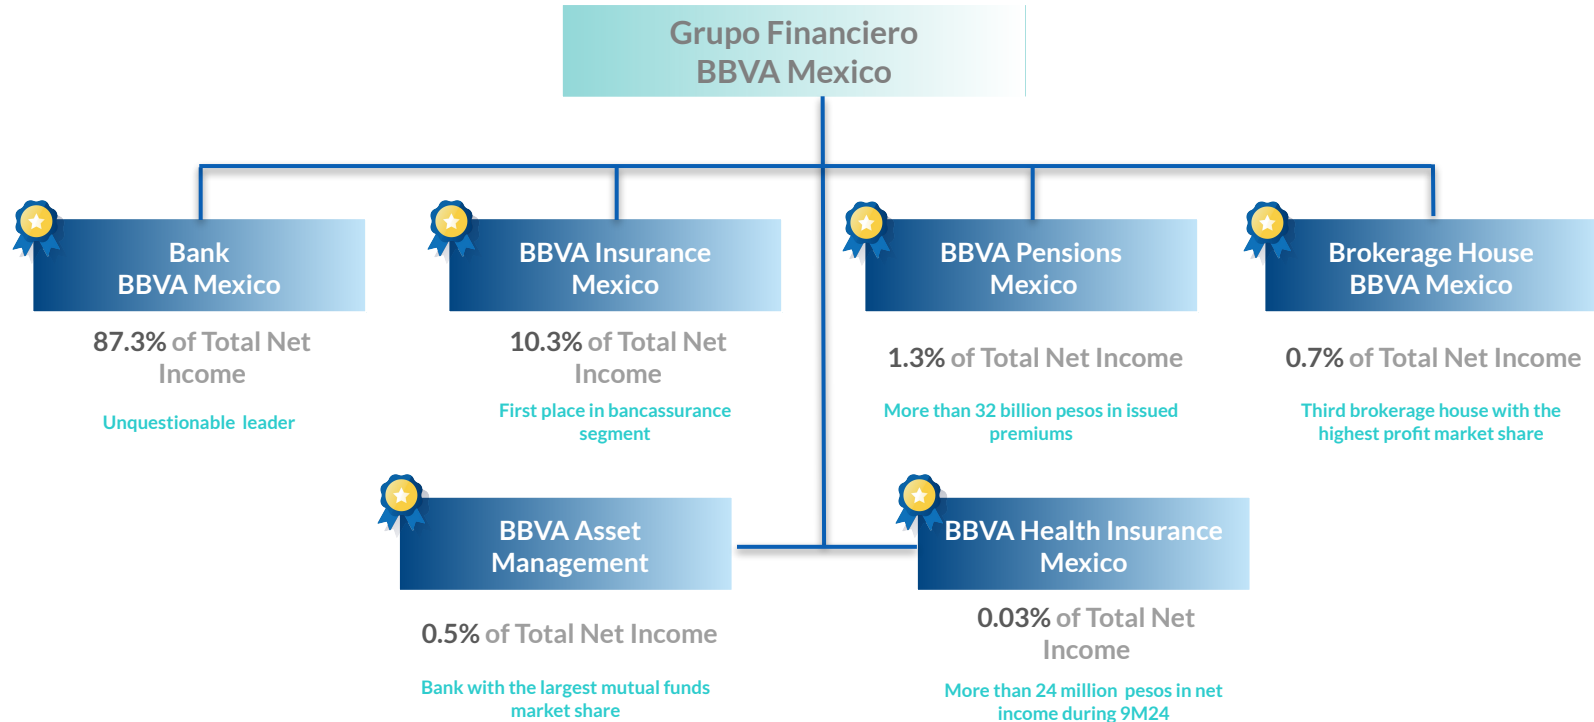 Grupo Financiero
BBVA Mexico
Bank
BBVA Mexico
87.3% of Total Net
Income
Unquestionable leader
BBVA Insurance
Mexico
10.3% of Total Net
Income
First place in bancassurance
segment
BBVA Pensions
Mexico
1.3% of Total Net Income
More than 32 billion pesos in issued
premiums
Brokerage House
BBVA Mexico
0.7% of Total Net Income
Third brokerage house with the
highest profit market share
BBVA Asset
Management
0.5% of Total Net Income
Bank with the largest mutual funds
market share
BBVA Health Insurance
Mexico
0.03% of Total Net
Income
More than 24 million pesos in net
income during 9M24